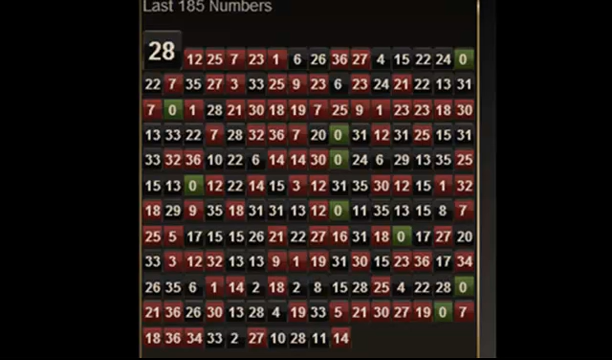 Last 185 Numbers
28 12 25 7 23 1 6 26 36 27 4 15 22 24 0
22 7 35 27 3 33 25 9 23 6 23 24 21 22 13 31
7 0 1 28 21 30 18 19 7 25 9 1 23 23 18 30
13 33 22 7 28 32 36 7 20 0 31 12 31 25 15 31
33 32 36 10 22 6 14 14 30 0 24 6 29 13 35 25
15 13 0 12 22 14 15 3 12 31 35 30 12 15 1 32
18 29 9 35 18 31 31 13 12 0 11 35 13 15 8 7
25 5 17 15 15 26 21 22 27 16 31 18 0 17 27 20
33 3 12 32 13 13 9 1 19 31 30 15 23 36 17 34
26 35 6 1 14 2 18 2 8 15 28 25 4 22 28 0
21 36 26 30 13 28 4 19 33 5 21 30 27 19 0 7
18 36 34 33 2 27 10 28 11 14